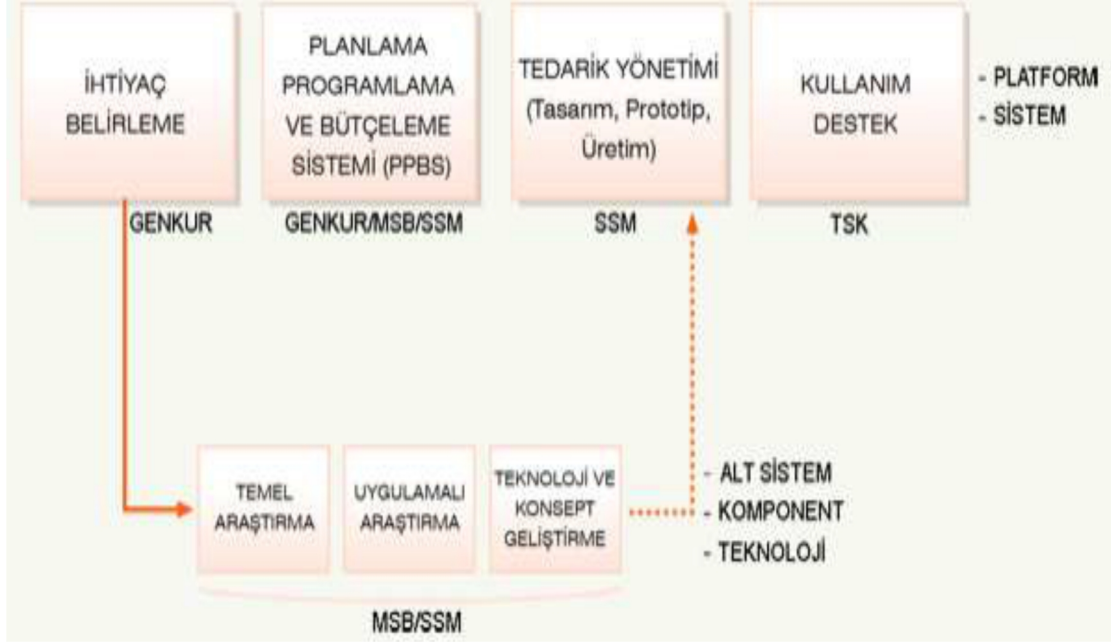 İHTİYAÇ
BELİRLEME
PLANLAMA
PROGRAMLAMA
VE BÜTÇELEME
SİSTEMİ (PPBS)
TEDARİK YÖNETİMİ
(Tasarım, Prototip,
Üretim)
KULLANIM
DESTEK
- PLATFORM
- SİSTEM
GENKUR
GENKUR/MSB/SSM
SSM
TSK
TEMEL
ARAŞTIRMA
UYGULAMALI
ARAŞTIRMA
TEKNOLOJİ VE
KONSEPT
GELİŞTİRME
- ALT SİSTEM
- KOMPONENT
- TEKNOLOJİ
MSB/SSM